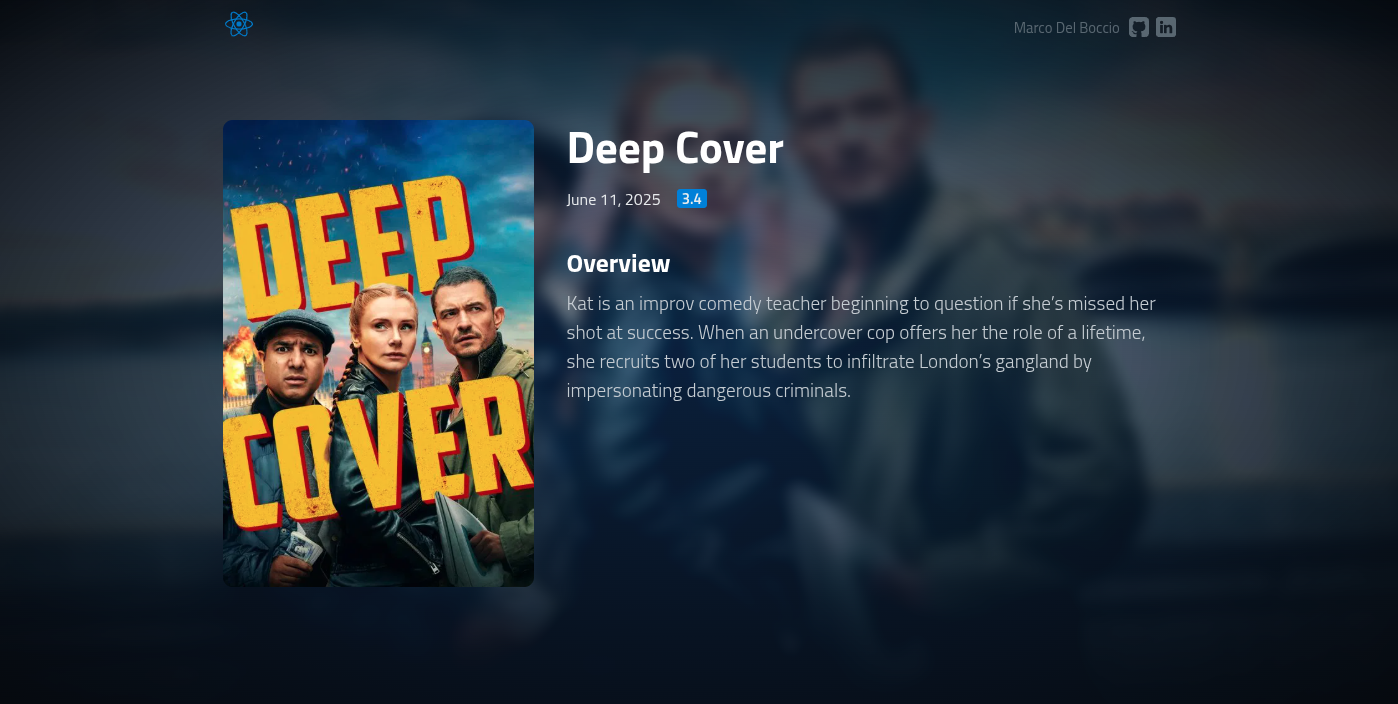 Marco Del Boccio
DEEP
COVER
Deep Cover
June 11, 2025 3.4
Overview
Kat is an improv comedy teacher beginning to question if she’s missed her
shot at success. When an undercover cop offers her the role of a lifetime,
she recruits two of her students to infiltrate London’s gangland by
impersonating dangerous criminals.